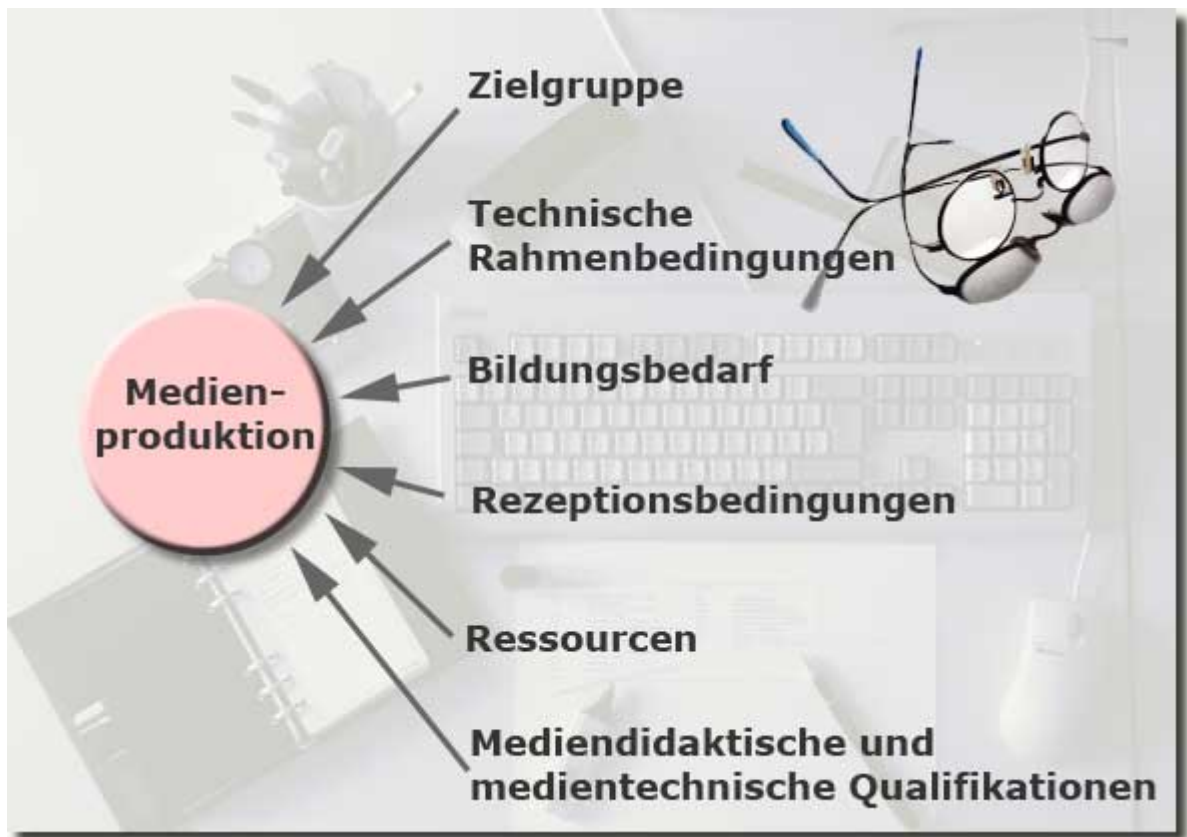 Zielgruppe
Technische
Rahmenbedingungen
Bildungsbedarf
Medien-
produktion
Rezeptionsbedingungen
Ressourcen
Mediendidaktische und
medientechnische Qualifikationen